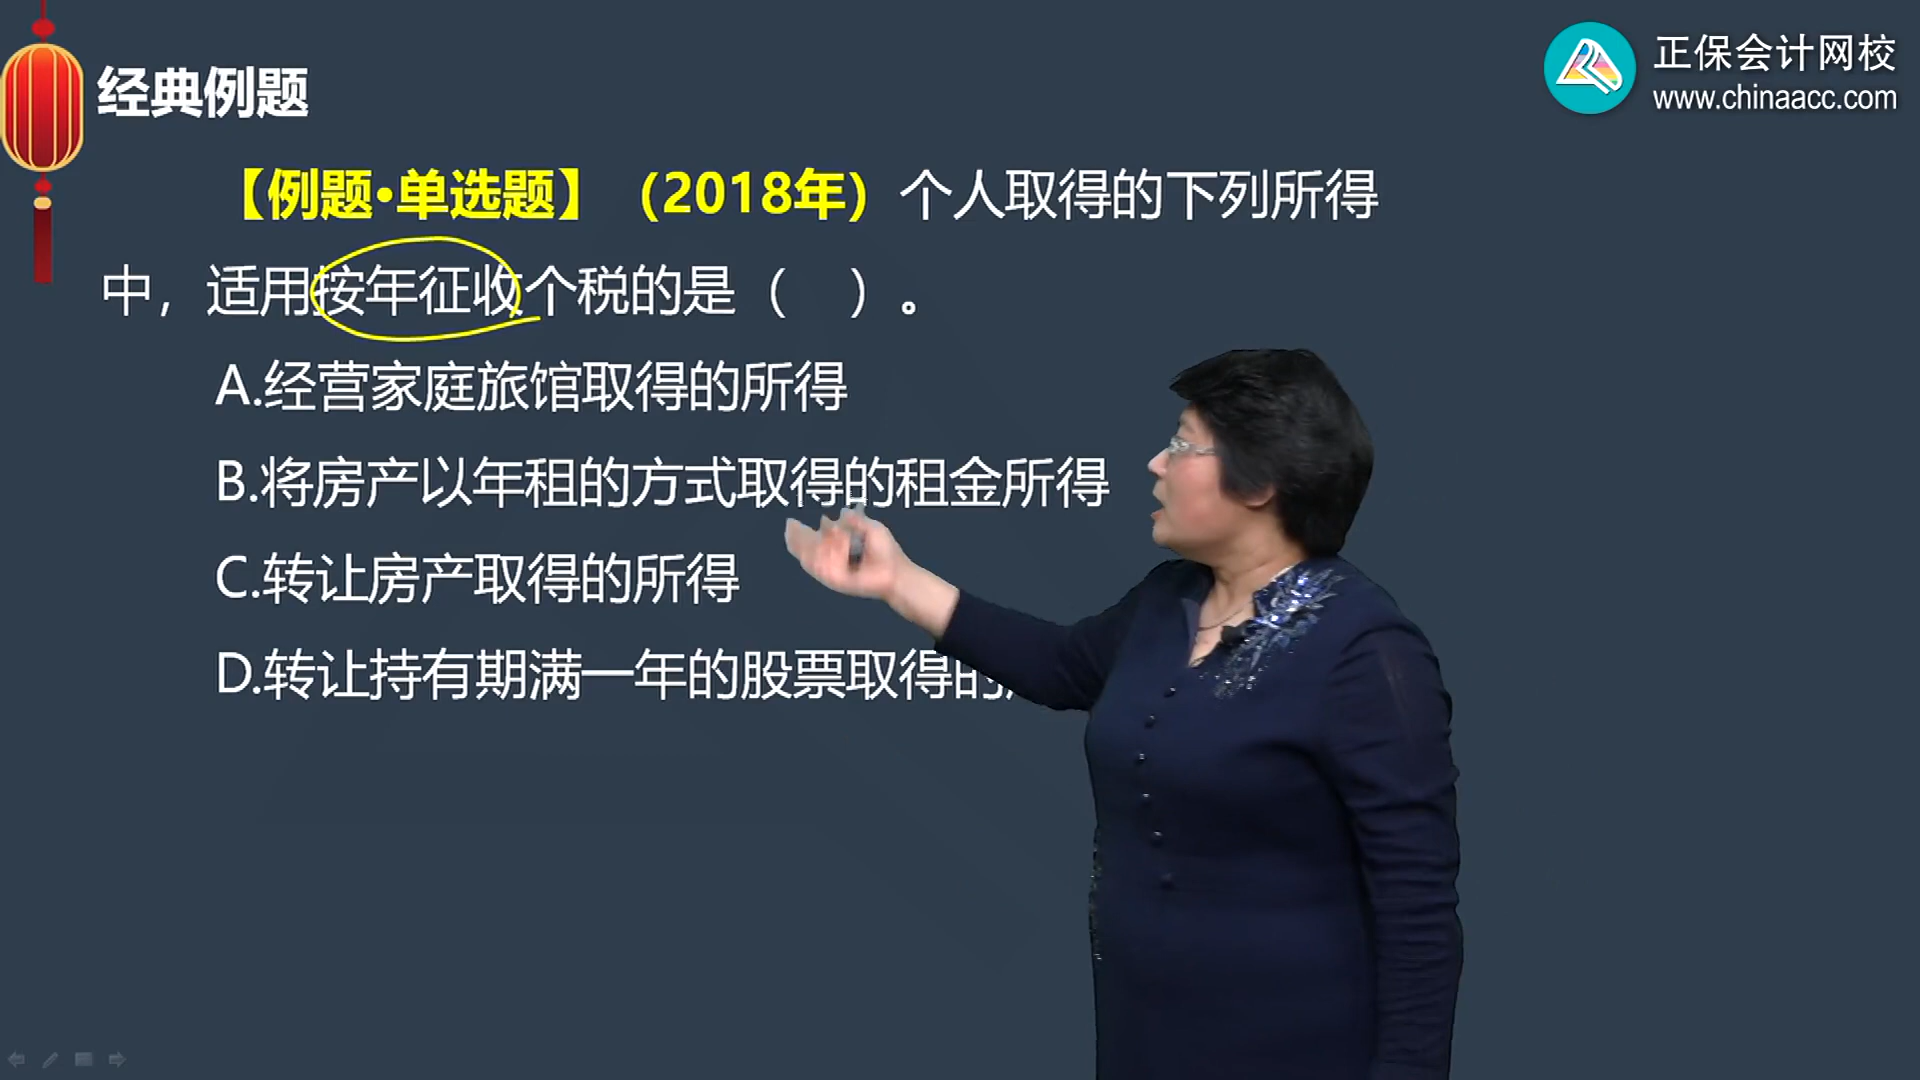 正保会计网校
www.chinaacc.com
经典例题
【例题•单选题】（2018年）个人取得的下列所得
中，适用按年征收个税的是（　）。
A.经营家庭旅馆取得的所得
B.将房产以年租的方式取得的租金所得
C.转让房产取得的所得
D.转让持有期满一年的股票取得的